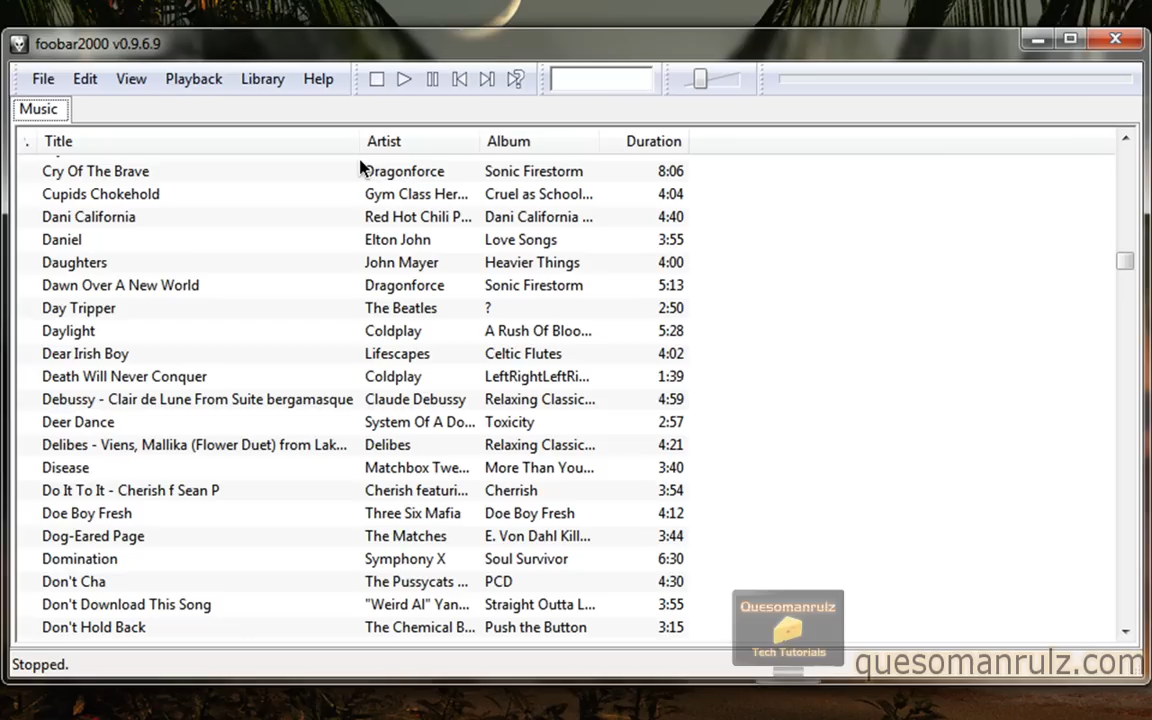 foobar2000 v0.9.6.9
File Edit View Playback Library Help
Music
Title Artist Album Duration
Cry Of The Brave Dragonforce Sonic Firestorm 8:06
Cupids Chokehold Gym Class Her... Cruel as School... 4:04
Dani California Red Hot Chili P... Dani California ... 4:40
Daniel Elton John Love Songs 3:55
Daughters John Mayer Heavier Things 4:00
Dawn Over A New World Dragonforce Sonic Firestorm 5:13
Day Tripper The Beatles ? 2:50
Daylight Coldplay A Rush Of Bloo... 5:28
Dear Irish Boy Lifescapes Celtic Flutes 4:02
Death Will Never Conquer Coldplay LeftRightLeftRi... 1:39
Debussy - Clair de Lune From Suite bergamasque Claude Debussy Relaxing Classic... 4:59
Deer Dance System Of A Do... Toxicity 2:57
Delibes - Viens, Mallika (Flower Duet) from Lak... Delibes Relaxing Classic... 4:21
Disease Matchbox Twe... More Than You... 3:40
Do It To It - Cherish f Sean P Cherish featuri... Cherrish 3:54
Doe Boy Fresh Three Six Mafia Doe Boy Fresh 4:12
Dog-Eared Page The Matches E. Von Dahl Kill... 3:44
Domination Symphony X Soul Survivor 6:30
Don't Cha The Pussycats ... PCD 4:30
Don't Download This Song "Weird Al" Yan... Straight Outta L... 3:55
Don't Hold Back The Chemical B... Push the Button 3:15
Quesomanrulz
Tech Tutorials
Stopped.
quesomanrulz.com